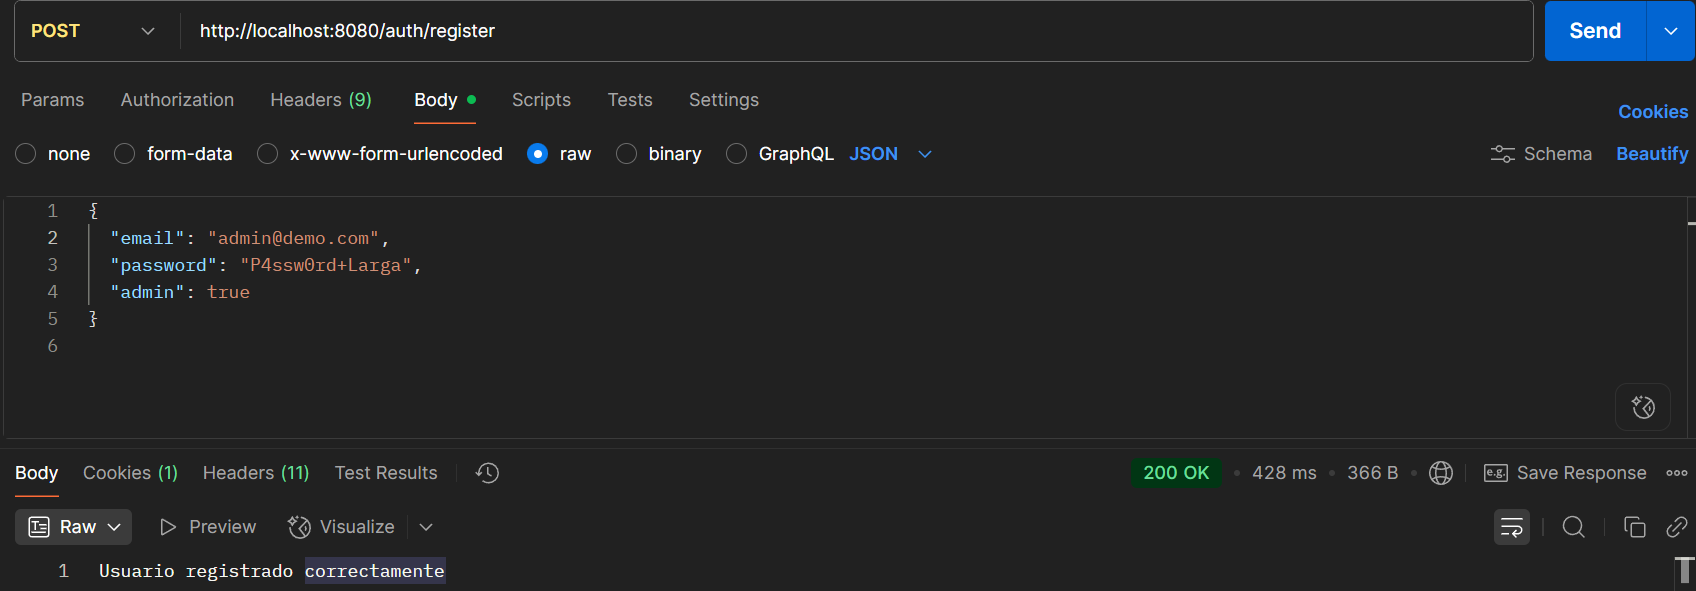 POST http://localhost:8080/auth/register Send
Params Authorization Headers (9) Body Scripts Tests Settings
Cookies
none form-data x-www-form-urlencoded raw binary GraphQL JSON Schema Beautify
1 {
2 "email": "admin@demo.com",
3 "password": "P4ssw0rd+Larga",
4 "admin": true
5 }
6
Body Cookies (1) Headers (11) Test Results 200 OK • 428 ms • 366 B • e.g. Save Response
Raw Preview Visualize
1 Usuario registrado correctamente